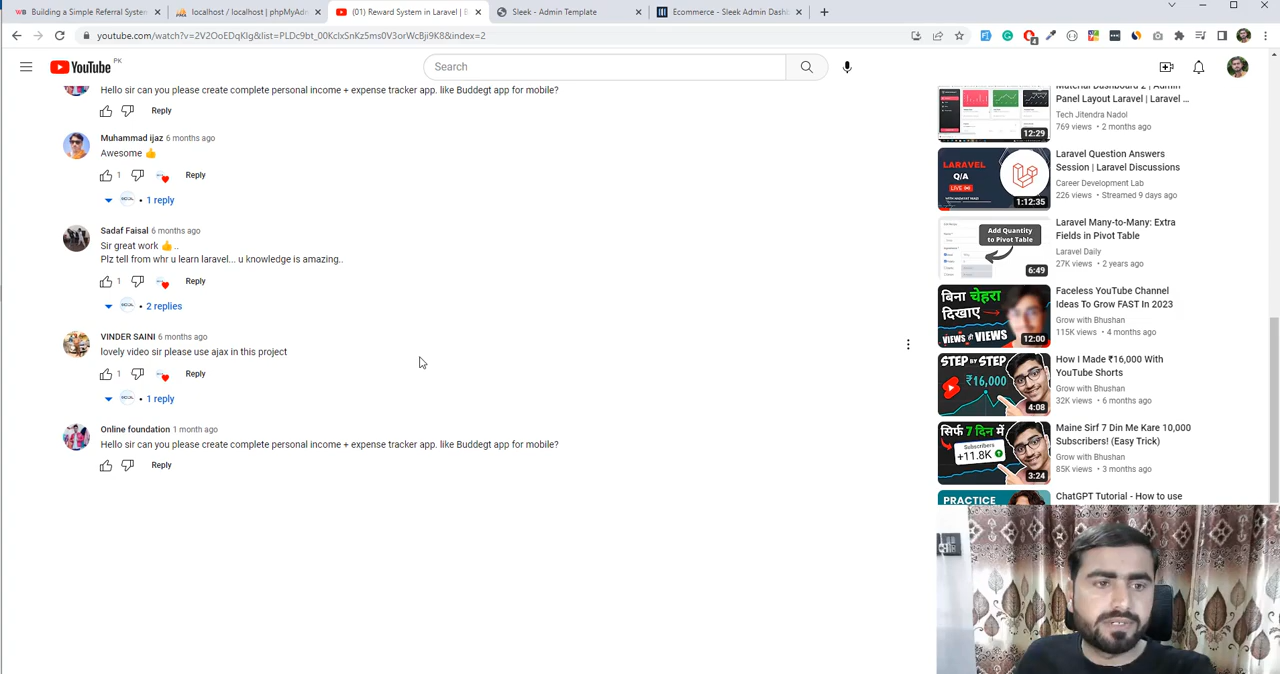 Building a Simple Referral System
localhost / localhost | phpMyAd
(01) Reward System in Laravel |
Sleek - Admin Template
Ecommerce - Sleek Admin Dashb
youtube.com/watch?v=2V2OoEDqKlg&list=PLDc9bt_00KclxSnKz5ms0V3orWcBji9K8&index=2
4
YouTube PK
Search
Hello sir can you please create complete personal income + expense tracker app. like Buddegt app for mobile?
Reply
Muhammad ijaz 6 months ago
Awesome 👍
1 Reply
• 1 reply
Sadaf Faisal 6 months ago
Sir great work 👍..
Plz tell from whr u learn laravel... u knowledge is amazing..
1 Reply
• 2 replies
VINDER SAINI 6 months ago
lovely video sir please use ajax in this project
1 Reply
• 1 reply
Online foundation 1 month ago
Hello sir can you please create complete personal income + expense tracker app. like Buddegt app for mobile?
Reply
Material Dashboard 2 | Admin
Panel Layout Laravel | Laravel ...
Tech Jitendra Nadol
769 views • 2 months ago
12:29
LARAVEL
Q/A
LIVE
1:12:35
Laravel Question Answers
Session | Laravel Discussions
Career Development Lab
226 views • Streamed 9 days ago
Add Quantity
to Pivot Table
6:49
Laravel Many-to-Many: Extra
Fields in Pivot Table
Laravel Daily
27K views • 2 years ago
बिना चेहरा
दिखाए
VIEWS ही VIEWS
12:00
Faceless YouTube Channel
Ideas To Grow FAST In 2023
Grow with Bhushan
115K views • 4 months ago
STEP BY STEP
₹16,000
4:08
How I Made ₹16,000 With
YouTube Shorts
Grow with Bhushan
32K views • 6 months ago
सिर्फ 7 दिन में
Subscribers!
+11.8K
3:24
Maine Sirf 7 Din Me Kare 10,000
Subscribers! (Easy Trick)
Grow with Bhushan
85K views • 3 months ago
PRACTICE
ChatGPT Tutorial - How to use